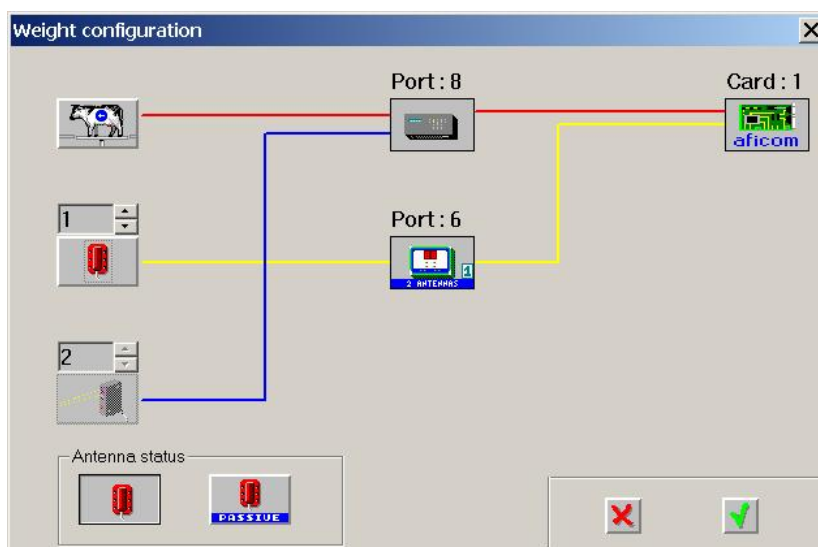 Weight configuration
Port: 8
Card: 1
aficom
1
Port: 6
1
2 ANTENNAS
2
Antenna status
PASSIVE